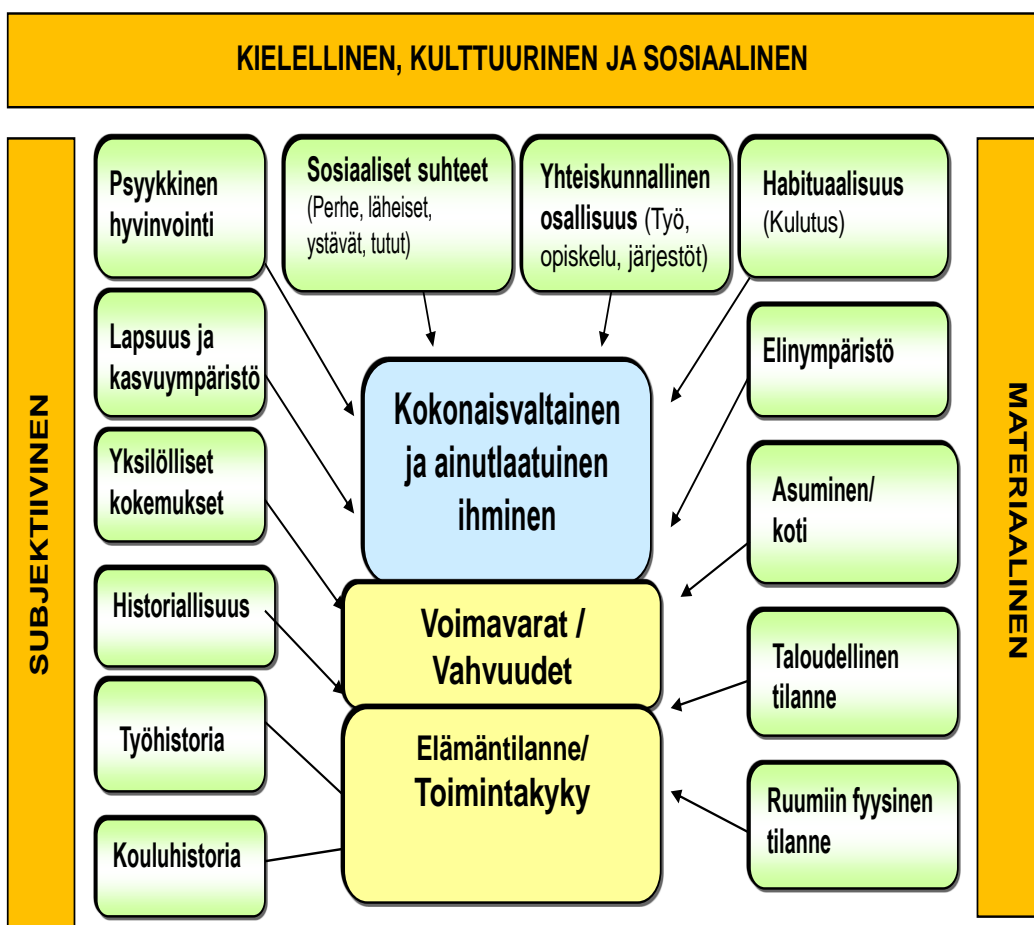 KIELELLINEN, KULTTUURINEN JA SOSIAALINEN
SUBJEKTIIVINEN
Psyykkinen
hyvinvointi
Sosiaaliset suhteet
(Perhe, läheiset,
ystävät, tutut)
Yhteiskunnallinen
osallisuus (Työ,
opiskelu, järjestöt)
Habituaalisuus
(Kulutus)
Lapsuus ja
kasvuympäristö
Yksilölliset
kokemukset
Historiallisuus
Työhistoria
Kouluhistoria
Kokonaisvaltainen
ja ainutlaatuinen
ihminen
Voimavarat /
Vahvuudet
Elämäntilanne/
Toimintakyky
Elinympäristö
Asuminen/
koti
Taloudellinen
tilanne
Ruumiin fyysinen
tilanne
MATERIAALINEN